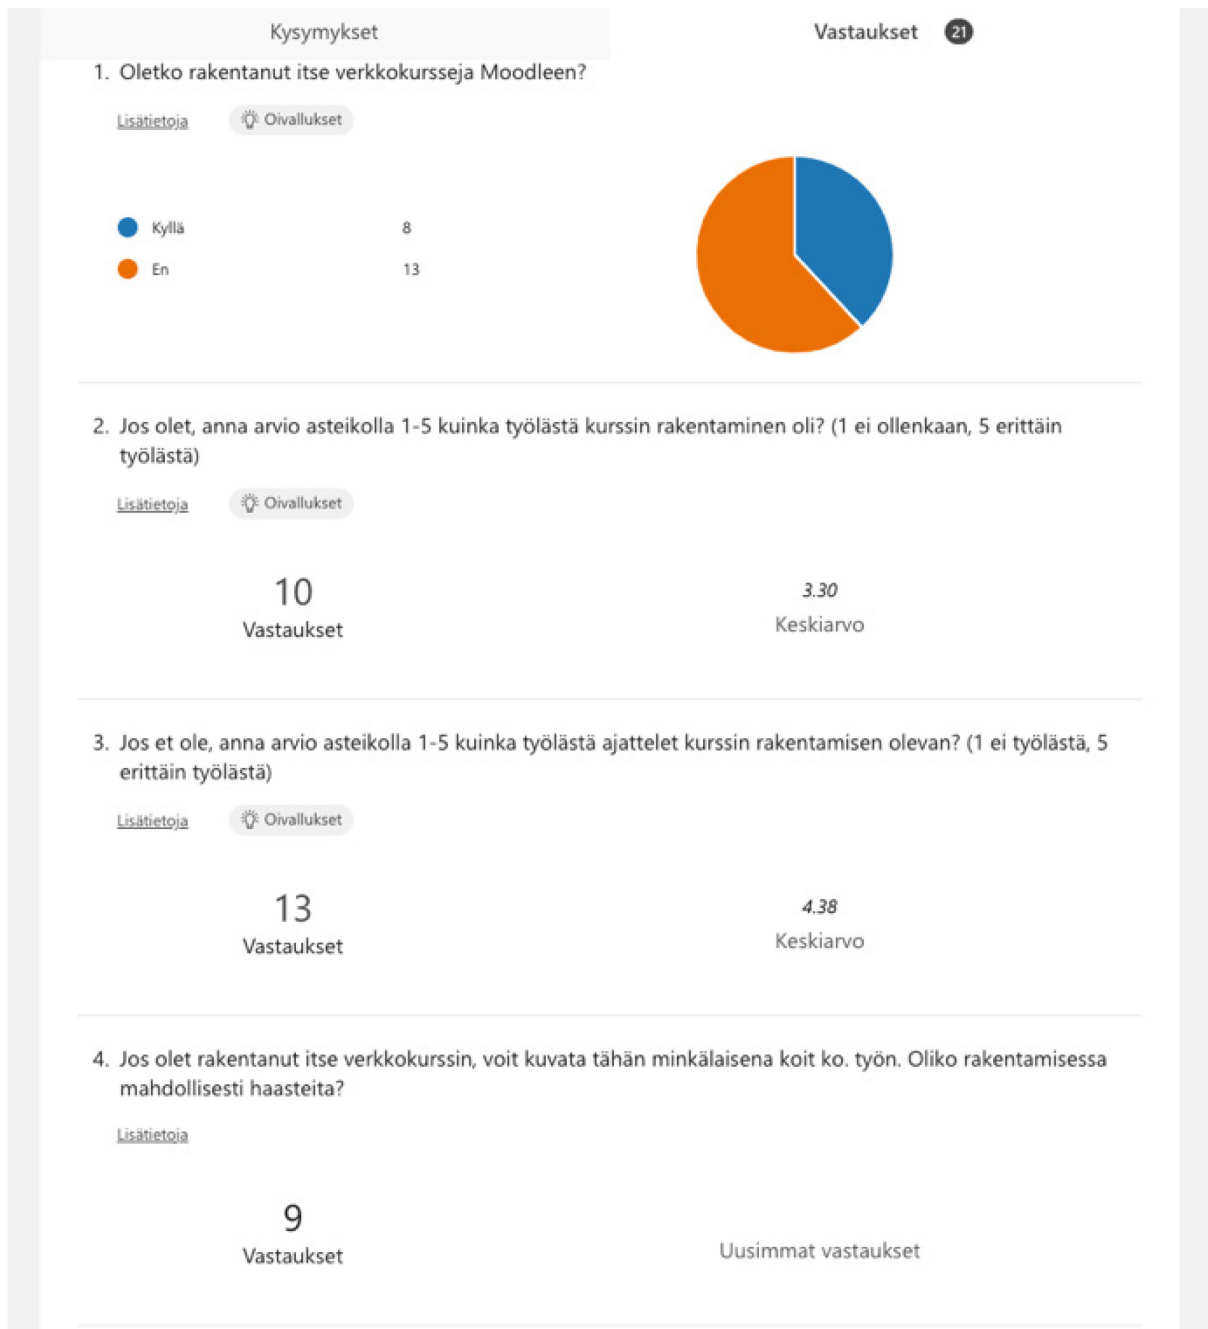 Kysymykset
Vastaukset 21
1. Oletko rakentanut itse verkkokursseja Moodleen?
Lisätietoja
Oivallukset
Kyllä 8
En 13
2. Jos olet, anna arvio asteikolla 1-5 kuinka työlästä kurssin rakentaminen oli? (1 ei ollenkaan, 5 erittäin
työlästä)
Lisätietoja
Oivallukset
10
Vastaukset
3.30
Keskiarvo
3. Jos et ole, anna arvio asteikolla 1-5 kuinka työlästä ajattelet kurssin rakentamisen olevan? (1 ei työlästä, 5
erittäin työlästä)
Lisätietoja
Oivallukset
13
Vastaukset
4.38
Keskiarvo
4. Jos olet rakentanut itse verkkokurssin, voit kuvata tähän minkälaisena koit ko. työn. Oliko rakentamisessa
mahdollisesti haasteita?
Lisätietoja
9
Vastaukset
Uusimmat vastaukset